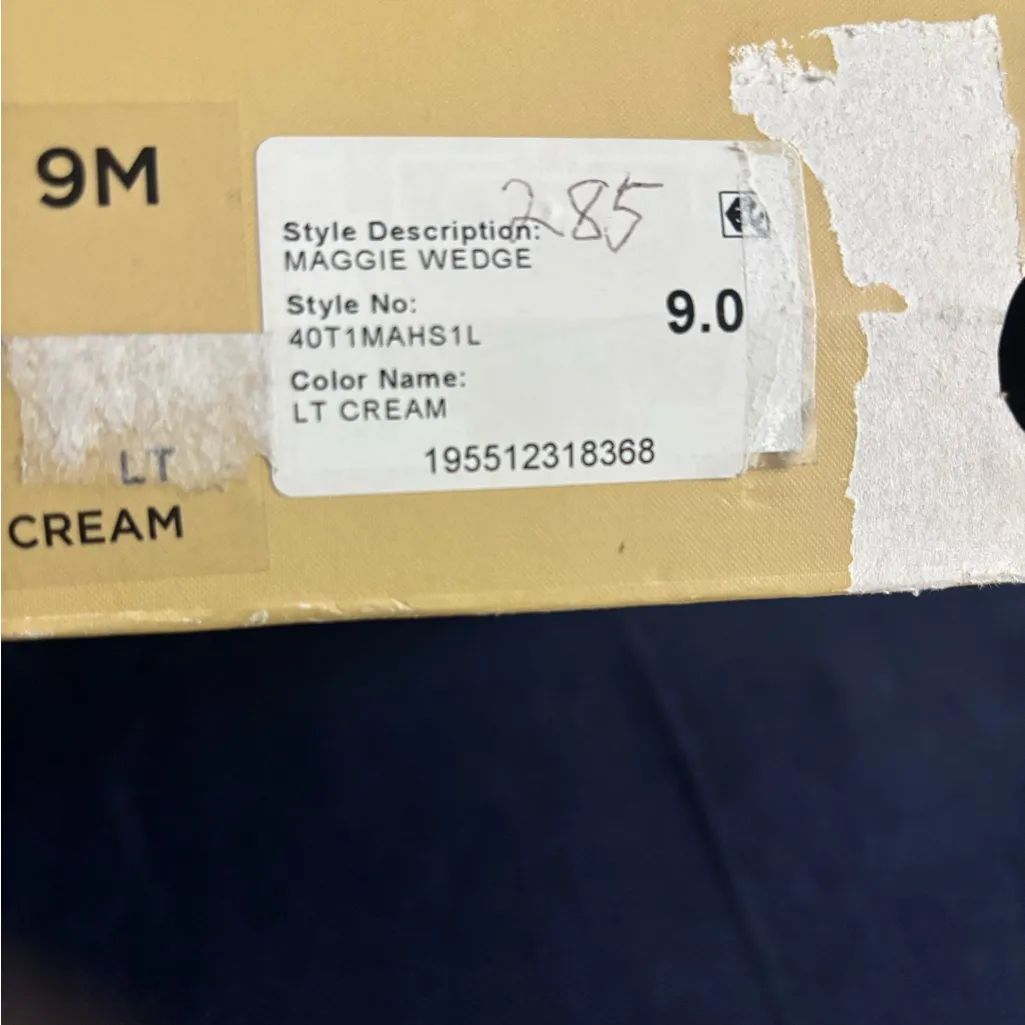 9M
285
Style Description:
MAGGIE WEDGE
Style No:
40T1MAHS1L
9.0
Color Name:
LT CREAM
195512318368
LT
CREAM